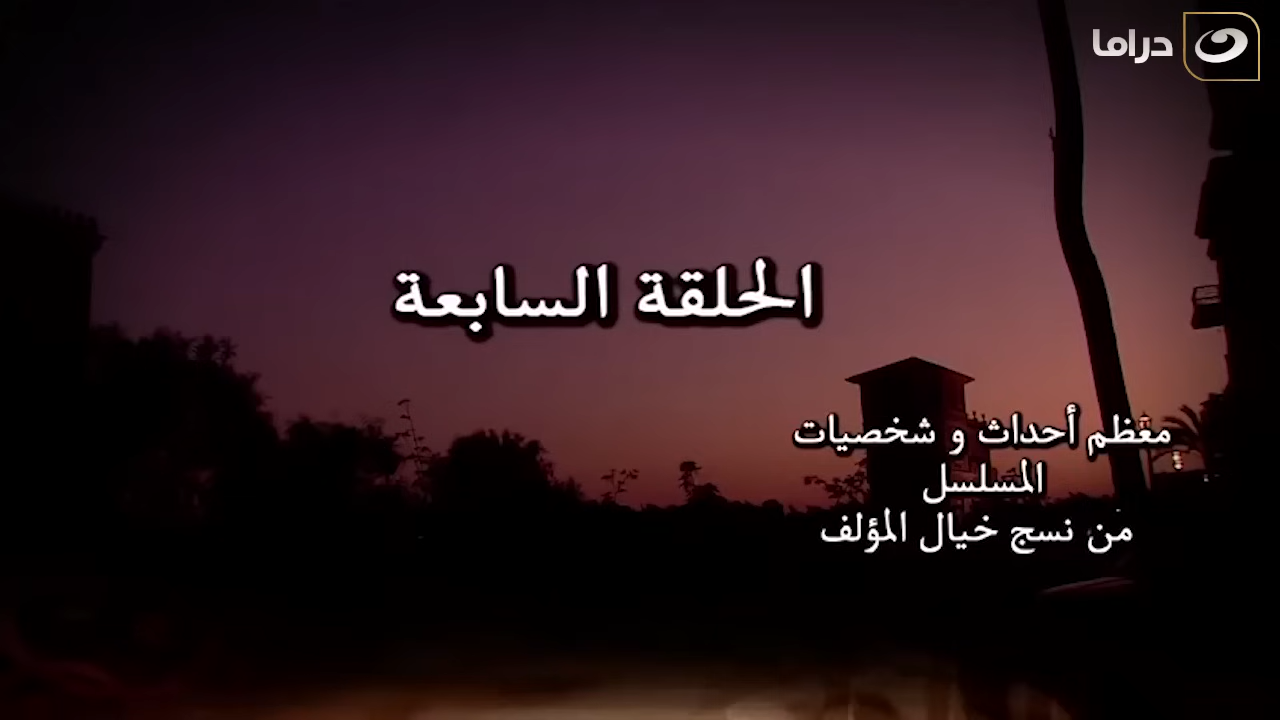 دراما
الحلقة السابعة
معظم أحداث و شخصيات
المسلسل
من نسج خيال المؤلف